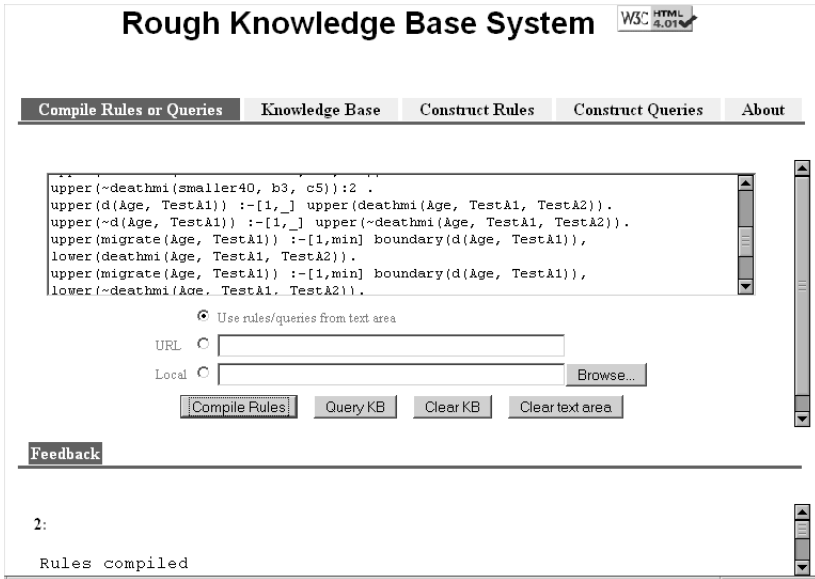 Rough Knowledge Base System
W3C HTML 4.01
Compile Rules or Queries Knowledge Base Construct Rules Construct Queries About
upper(~deathmi(smaller40, b3, c5)):2 .
upper(d(Age, TestA1)) :-[1,_] upper(deathmi(Age, TestA1, TestA2)).
upper(~d(Age, TestA1)) :-[1,_] upper(~deathmi(Age, TestA1, TestA2)).
upper(migrate(Age, TestA1)) :-[1,min] boundary(d(Age, TestA1)),
lower(deathmi(Age, TestA1, TestA2)).
upper(migrate(Age, TestA1)) :-[1,min] boundary(d(Age, TestA1)),
lower(~deathmi(Age, TestA1, TestA2)).
Use rules/queries from text area
URL
Local Browse...
Compile Rules Query KB Clear KB Clear text area
Feedback
2:
Rules compiled